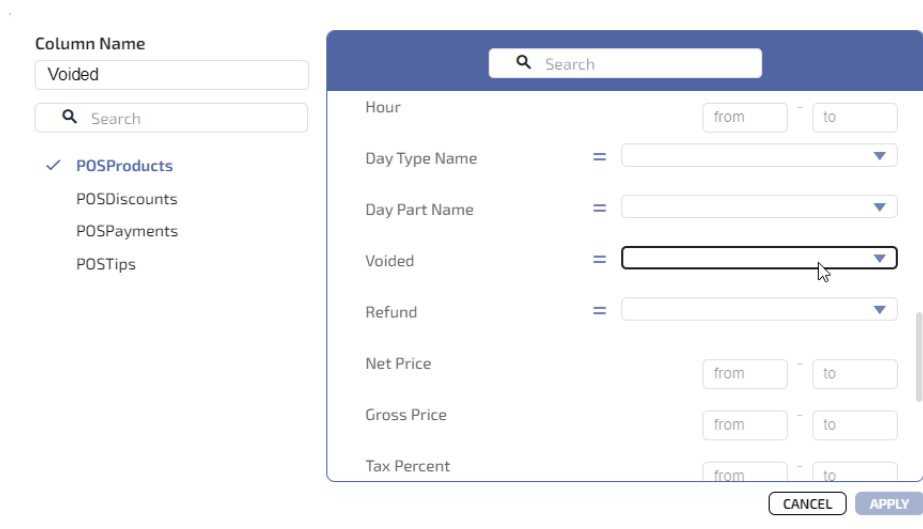 Column Name
Voided
Search
POSProducts
POSDiscounts
POSPayments
POSTips
Search
Hour from - to
Day Type Name =
Day Part Name =
Voided =
Refund =
Net Price from - to
Gross Price from - to
Tax Percent from - to
CANCEL APPLY